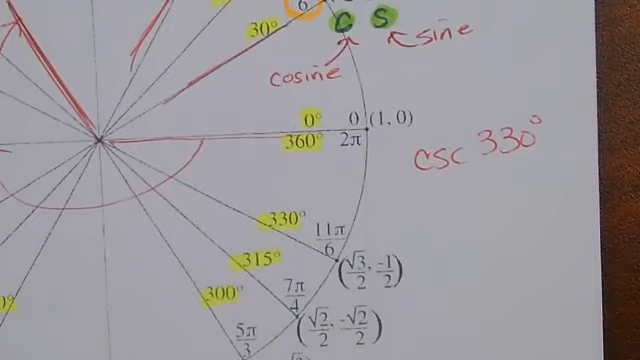 6
30°
C S
sine
cosine
0° 0 (1, 0)
360° 2π
csc 330°
330° 11π/6 (√3/2, -1/2)
315° 7π/4 (√2/2, -√2/2)
300° 5π/3